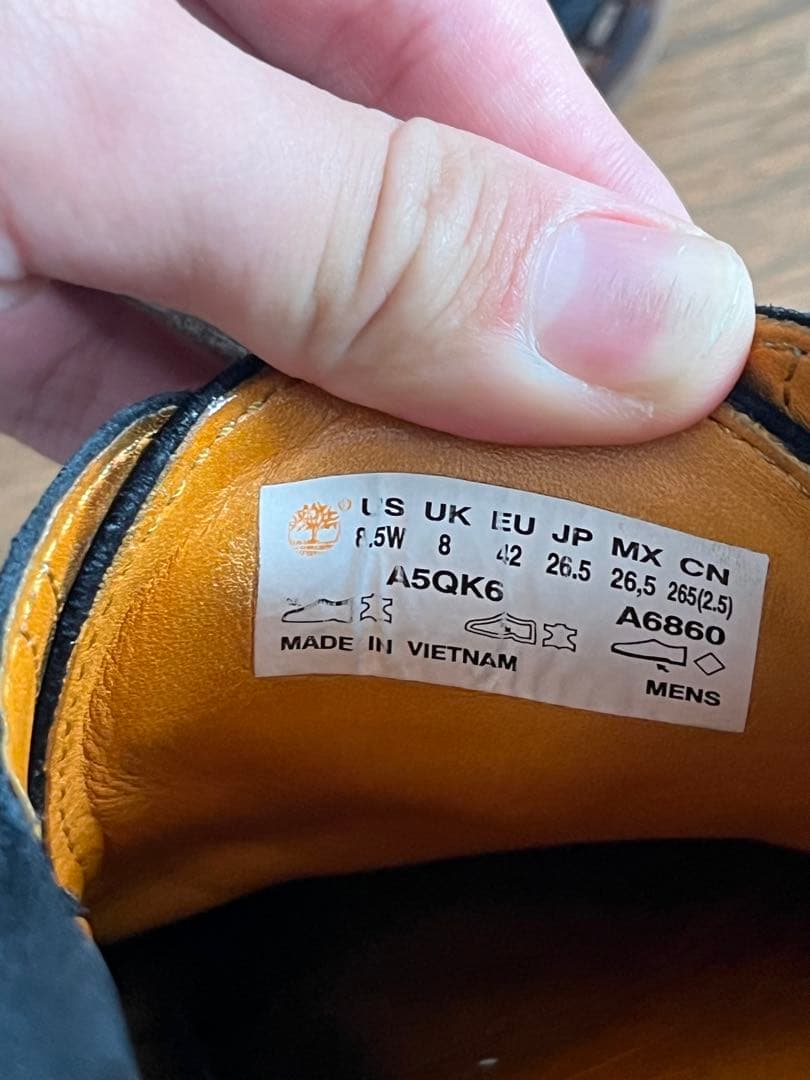 ® US UK EU JP MX CN
8.5W 8 42 26.5 26,5 265(2.5)
A5QK6 A6860
MADE IN VIETNAM MENS